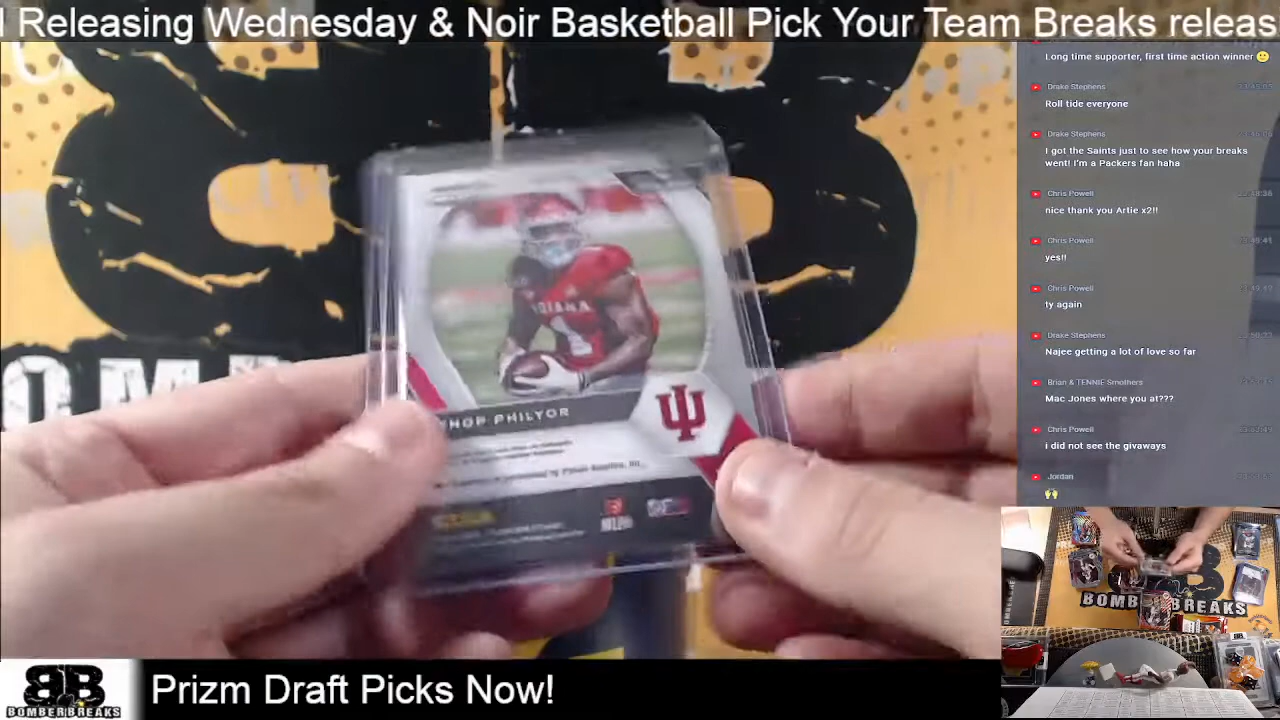 l Releasing Wednesday & Noir Basketball Pick Your Team Breaks releas
Long time supporter, first time action winner
Drake Stephens
Roll tide everyone
Drake Stephens
I got the Saints just to see how your breaks
went! I'm a Packers fan haha
Chris Powell
nice thank you Artie x2!!
Chris Powell
yes!!
Chris Powell
ty again
Drake Stephens
Najee getting a lot of love so far
Brian & TENNIE Smothers
Mac Jones where you at???
Chris Powell
i did not see the givaways
Jordan
INDIANA
1
HOP PHILYOR
BOMBERBREAKS
Prizm Draft Picks Now!